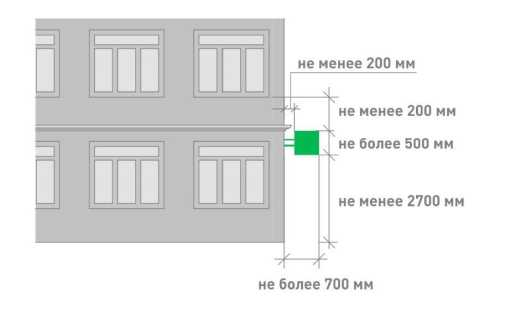 не менее 200 мм
не менее 200 мм
не более 500 мм
не менее 2700 мм
не более 700 мм